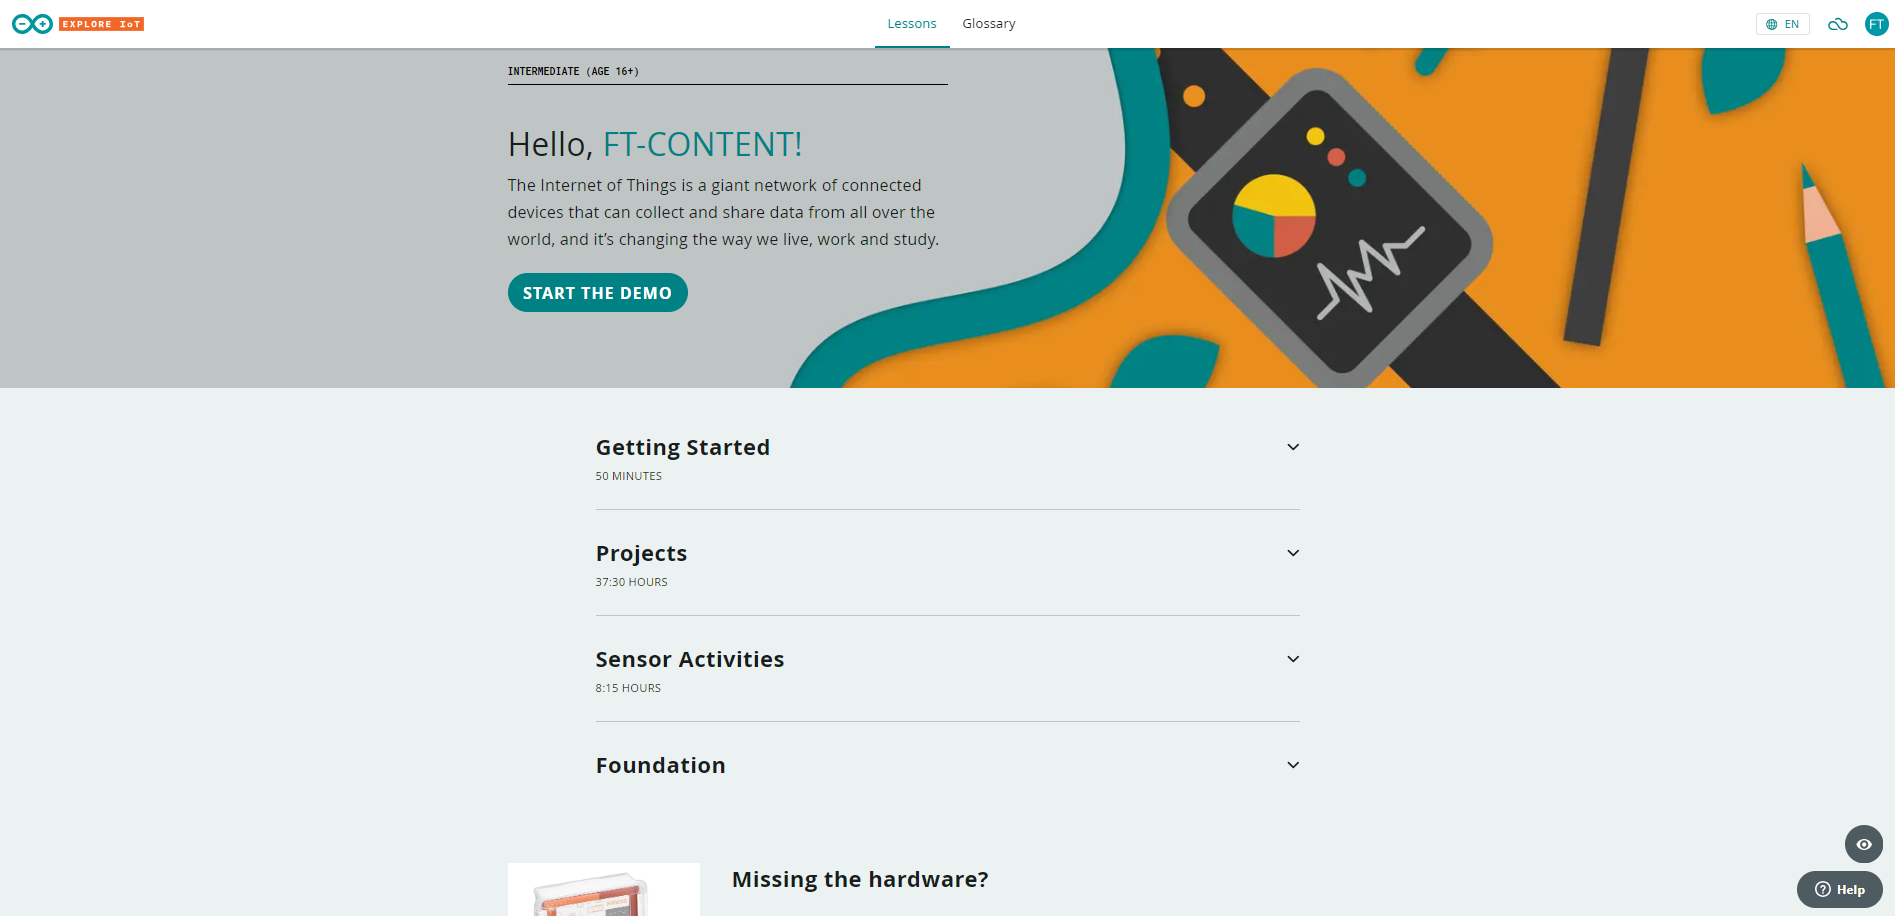 EXPLORE IoT
Lessons
Glossary
EN
FT
INTERMEDIATE (AGE 16+)
Hello, FT-CONTENT!
The Internet of Things is a giant network of connected
devices that can collect and share data from all over the
world, and it’s changing the way we live, work and study.
START THE DEMO
Getting Started
50 MINUTES
Projects
37:30 HOURS
Sensor Activities
8:15 HOURS
Foundation
Missing the hardware?
Help